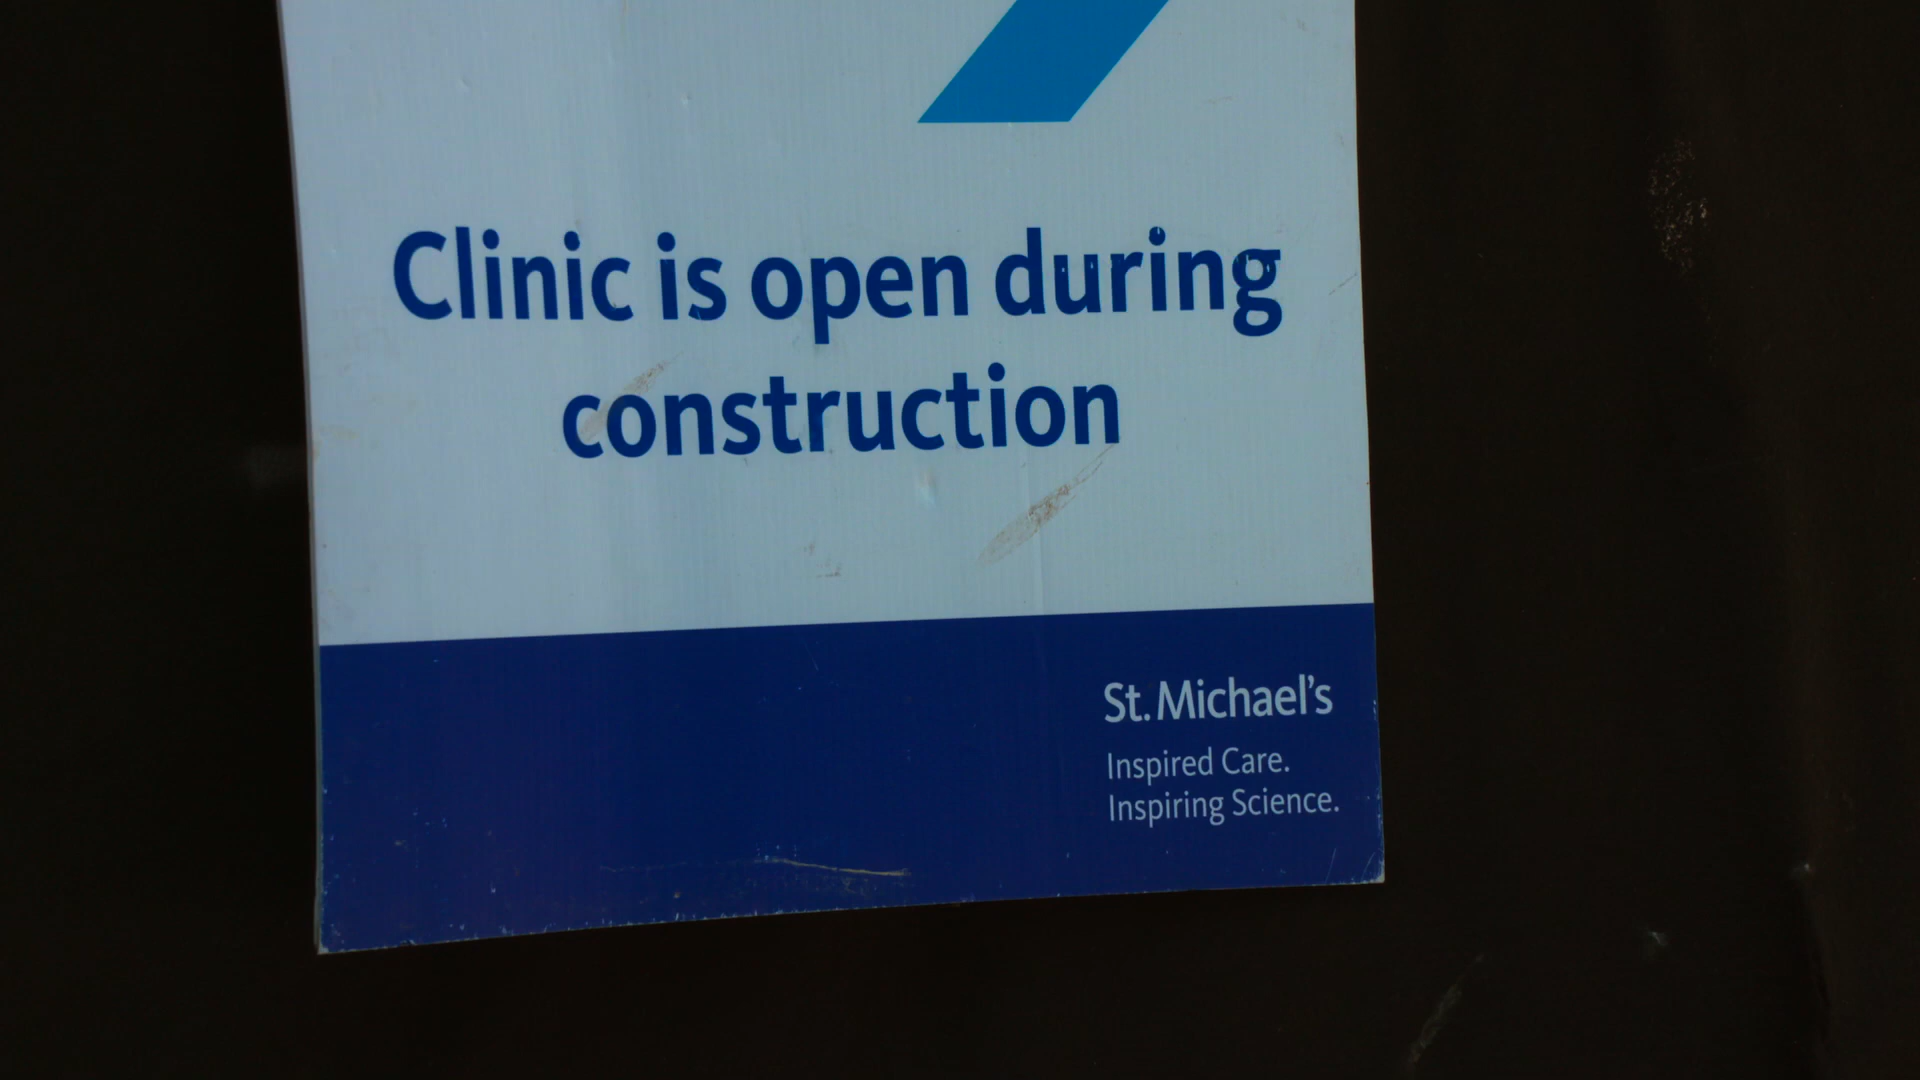 Clinic is open during
construction
St. Michael's
Inspired Care.
Inspiring Science.